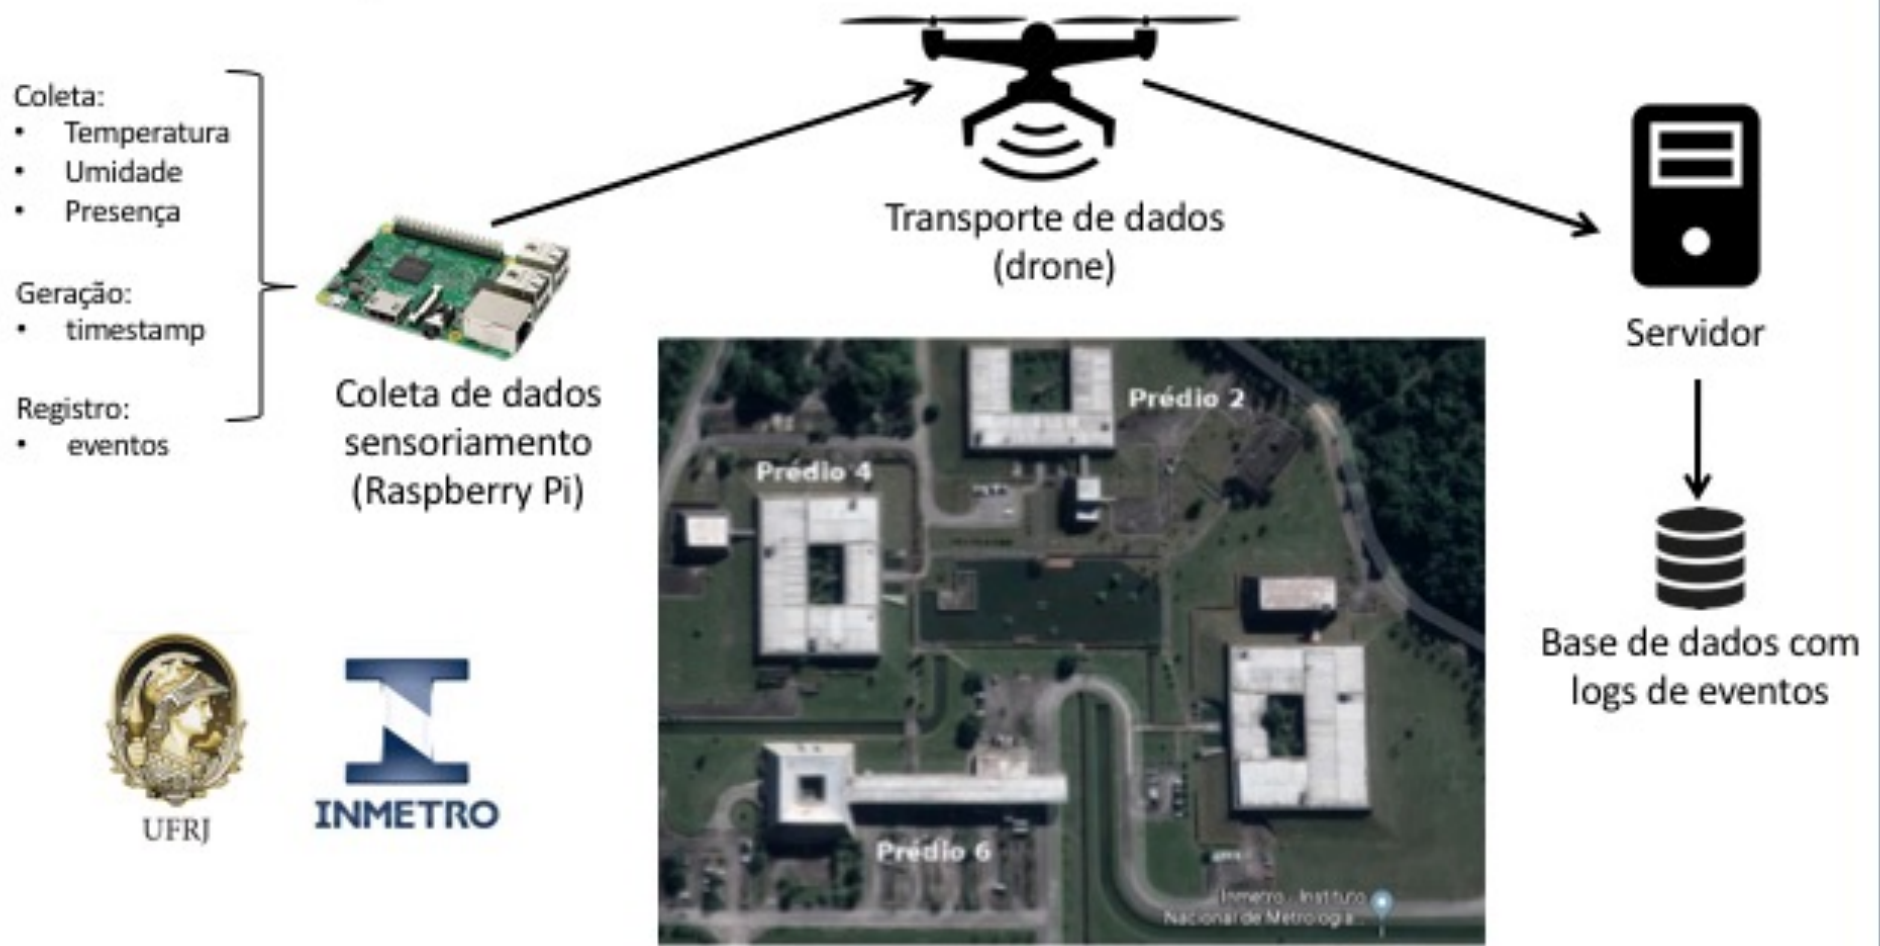 Coleta:
• Temperatura
• Umidade
• Presença
Geração:
• timestamp
Registro:
• eventos
Coleta de dados
sensoriamento
(Raspberry Pi)
Transporte de dados
(drone)
Servidor
Base de dados com
logs de eventos
Prédio 2
Prédio 4
Prédio 6
Inmetro - Instituto
Nacional de Metrologia...
UFRJ
INMETRO